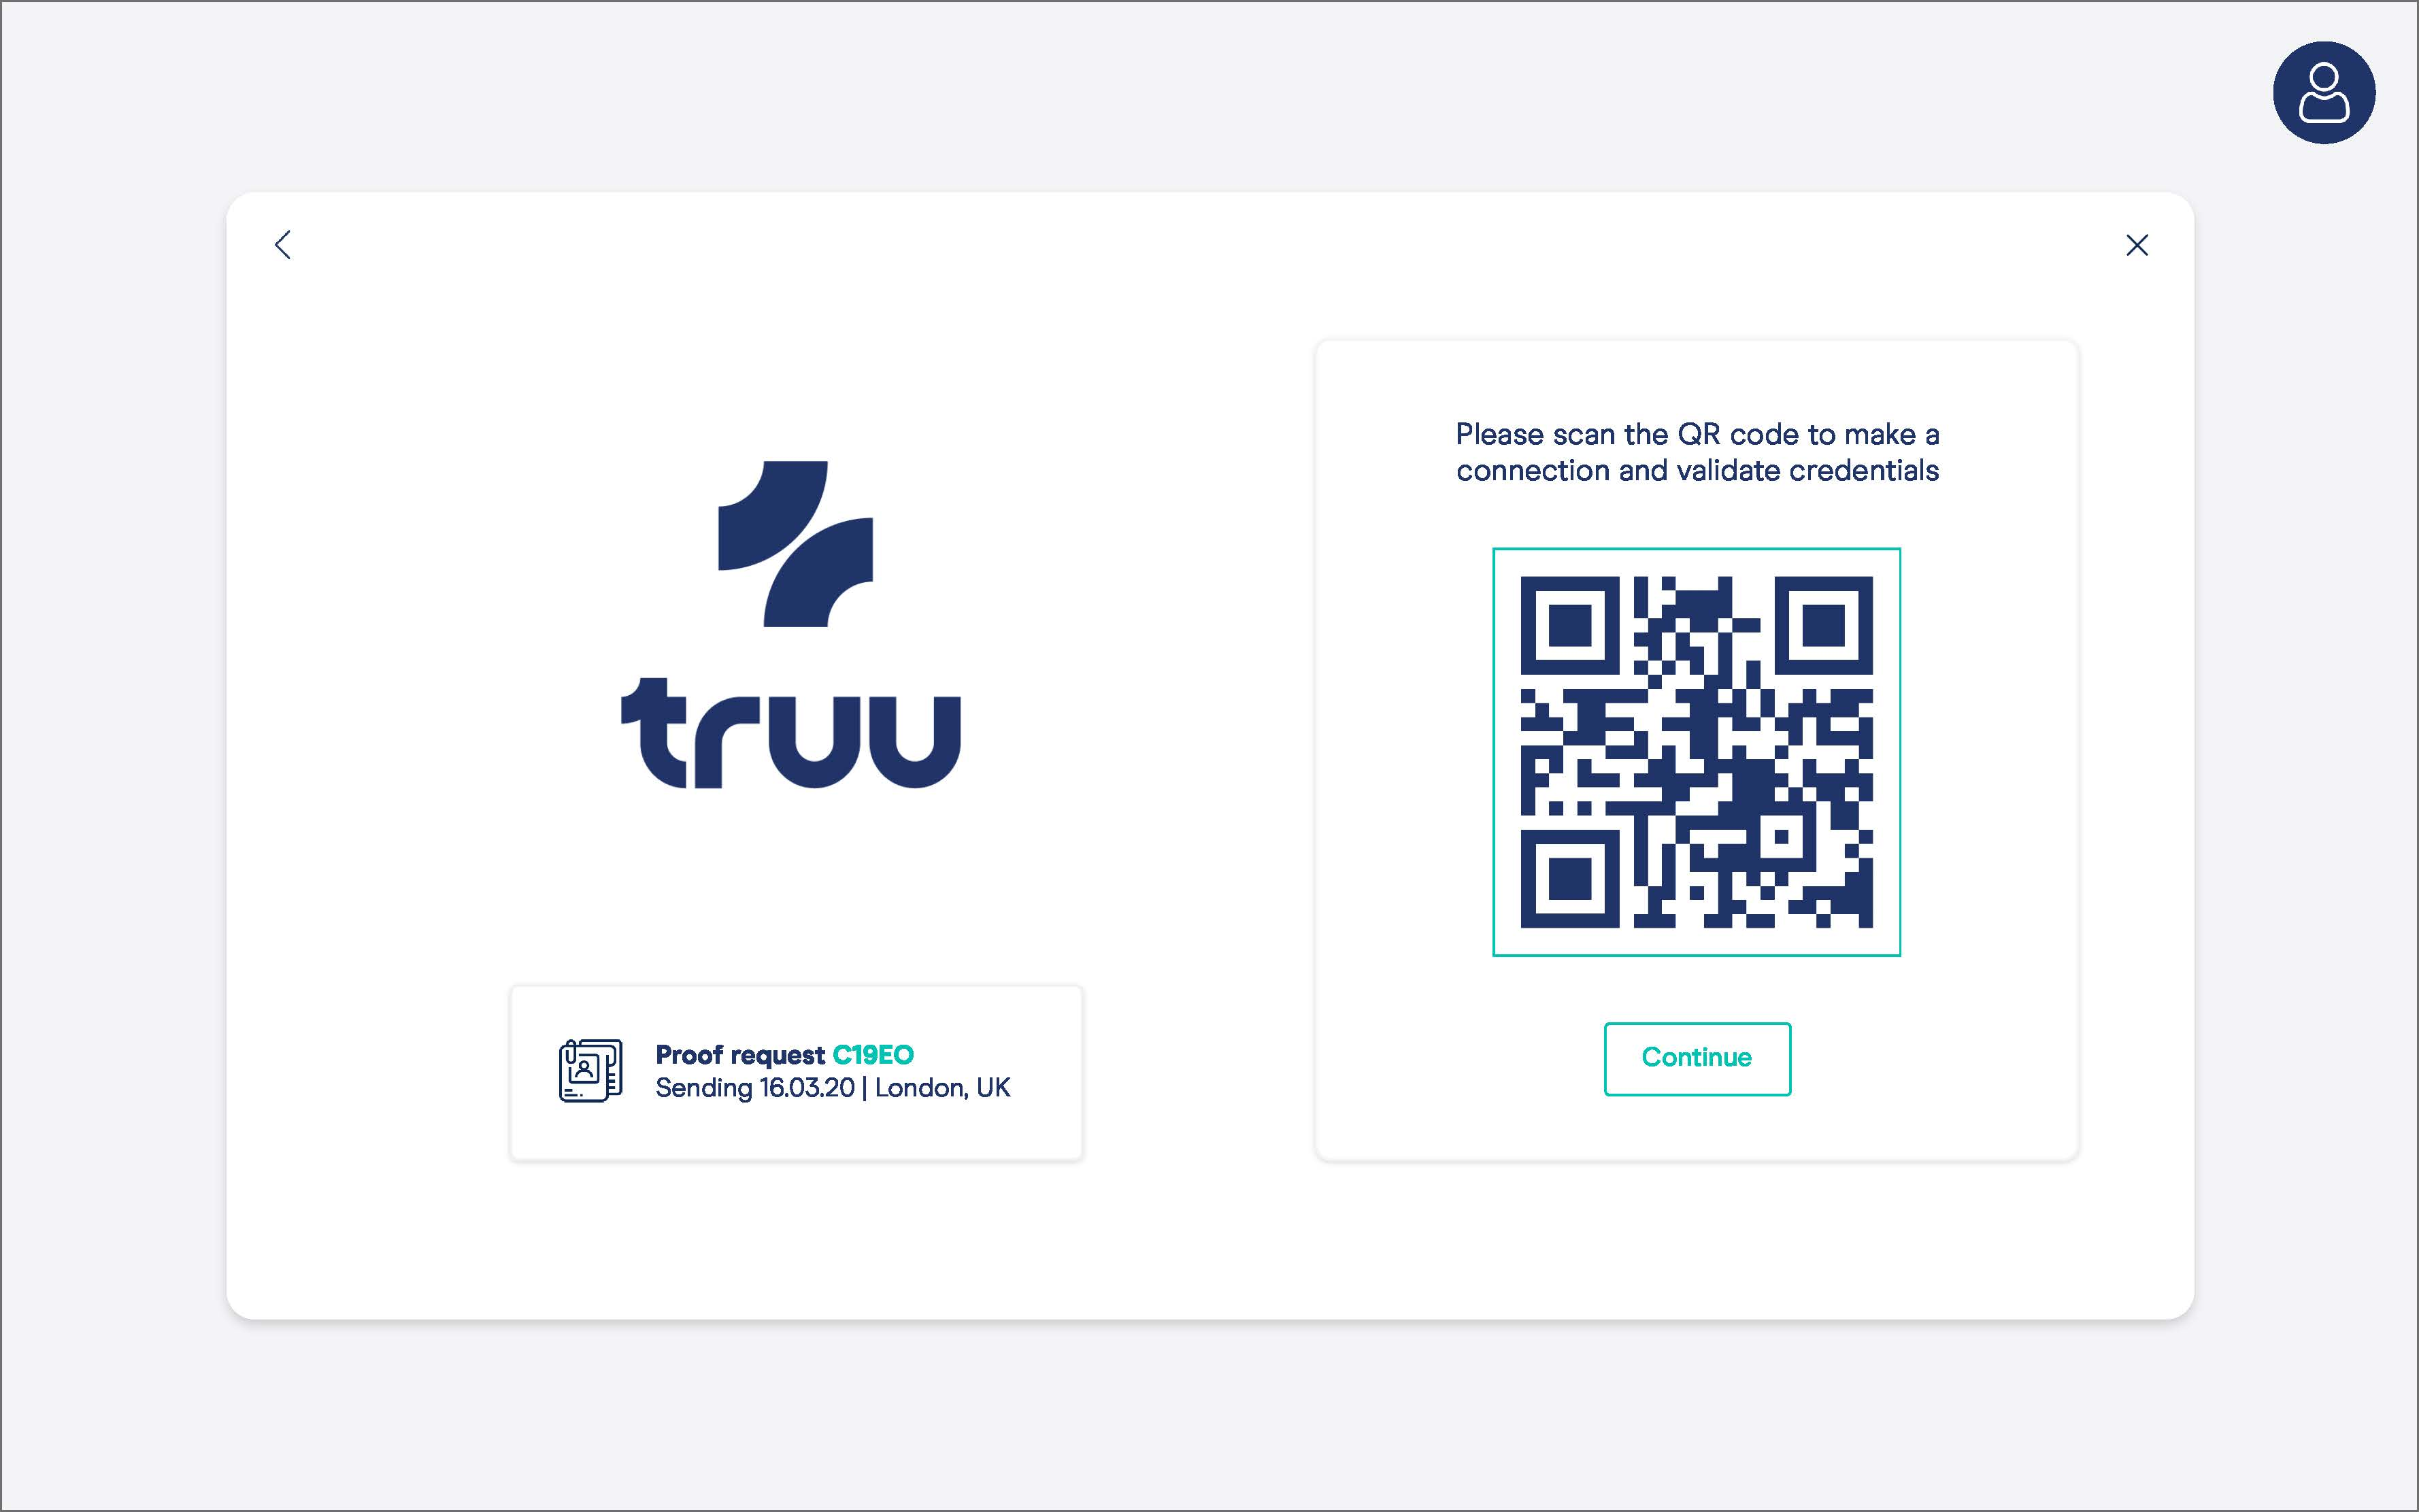 truu
Proof request C19EO
Sending 16.03.20 | London, UK
Please scan the QR code to make a
connection and validate credentials
Continue